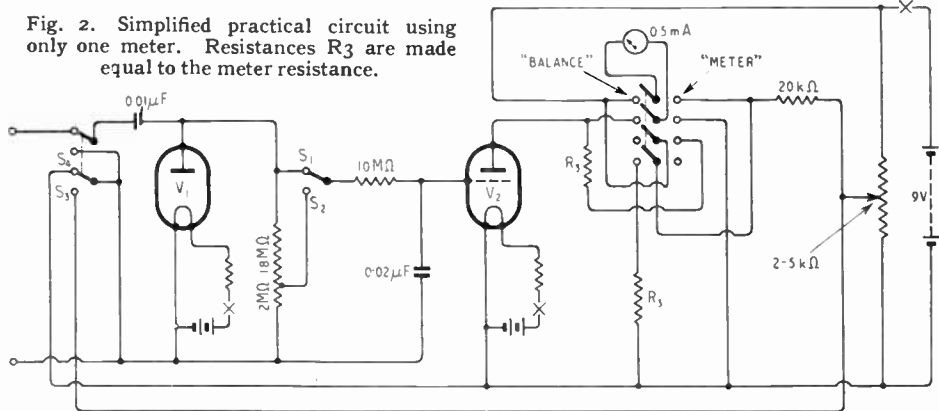 Fig. 2. Simplified practical circuit using
only one meter. Resistances R3 are made
equal to the meter resistance.
0·5mA
"BALANCE"
"METER"
0·01μF
20kΩ
S4
S3
V1
S1
S2
10MΩ
V2
R3
9V
2MΩ 18MΩ
0·02μF
R3
2-5kΩ